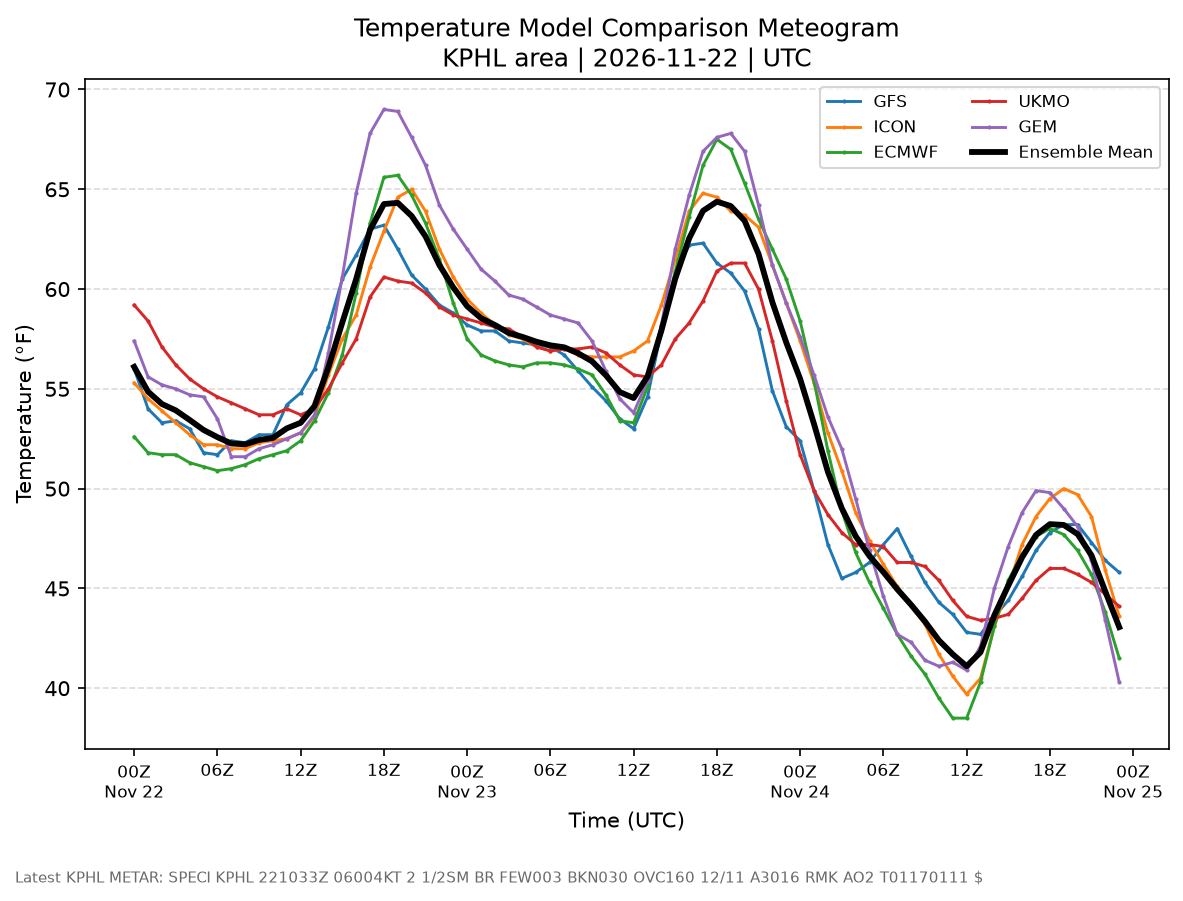 Temperature Model Comparison Meteogram
KPHL area | 2026-11-22 | UTC
GFS
ICON
ECMWF
UKMO
GEM
Ensemble Mean
Temperature (°F)
70
65
60
55
50
45
40
00Z
Nov 22
06Z
12Z
18Z
00Z
Nov 23
06Z
12Z
18Z
00Z
Nov 24
06Z
12Z
18Z
00Z
Nov 25
Time (UTC)
Latest KPHL METAR: SPECI KPHL 221033Z 06004KT 2 1/2SM BR FEW003 BKN030 OVC160 12/11 A3016 RMK AO2 T01170111 $